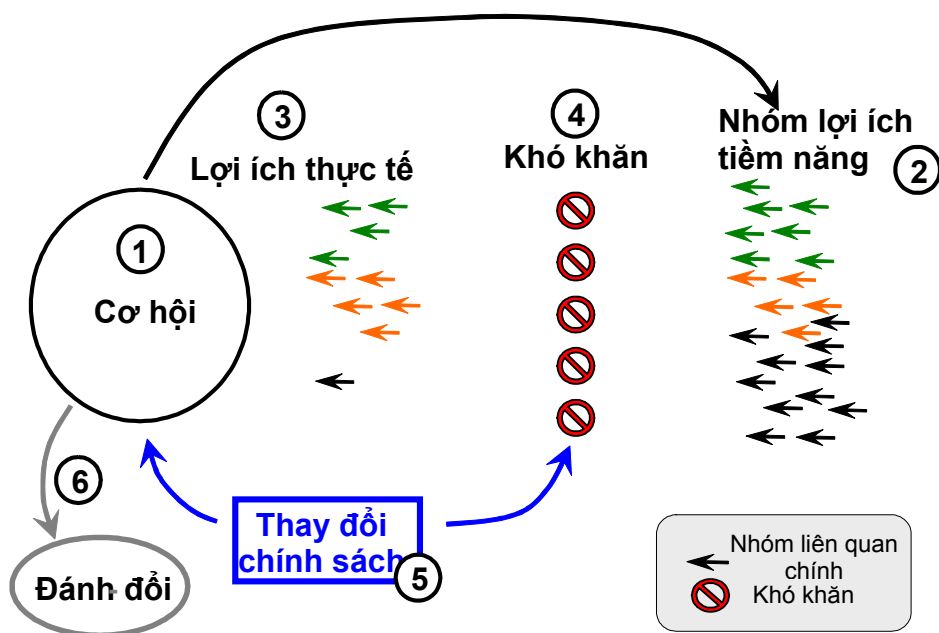 3
Lợi ích thực tế
4
Khó khăn
Nhóm lợi ích
tiềm năng
2
1
Cơ hội
6
Đánh đổi
Thay đổi
chính sách
5
Nhóm liên quan
chính
Khó khăn